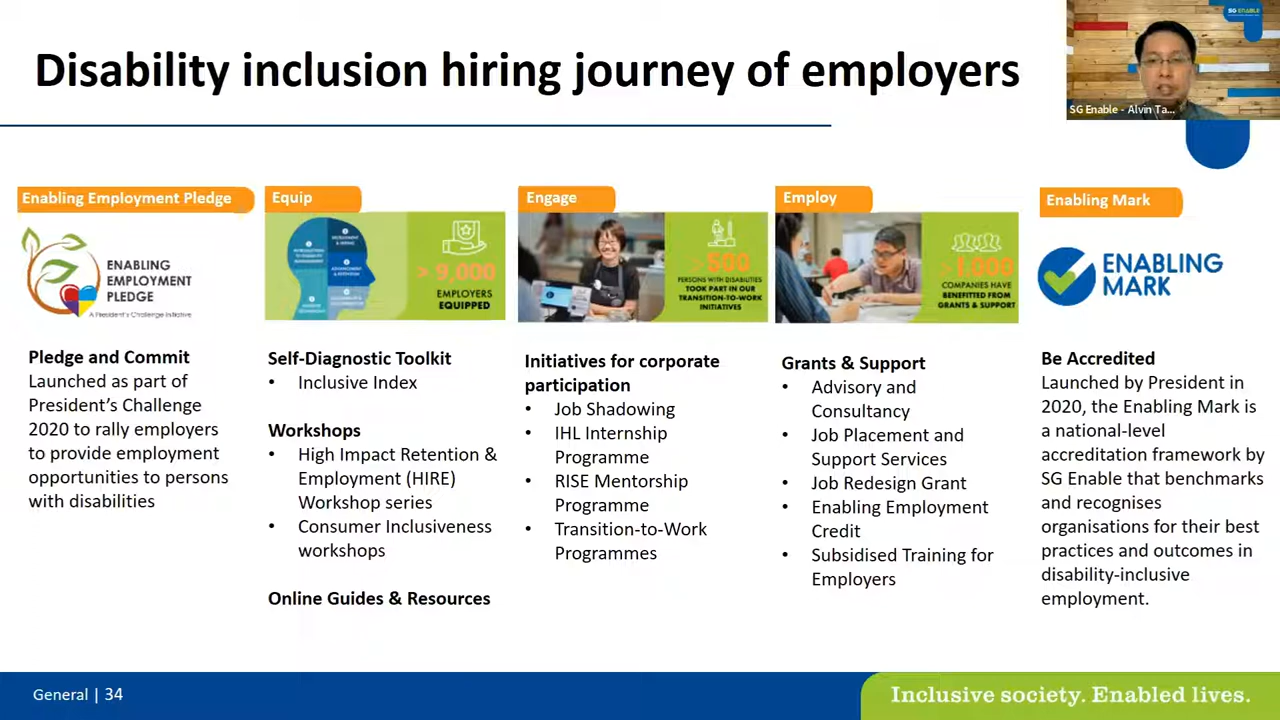 Disability inclusion hiring journey of employers
SG ENABLE
SG Enable - Alvin Ta...
Enabling Employment Pledge
ENABLING
EMPLOYMENT
PLEDGE
A President's Challenge Initiative
Pledge and Commit
Launched as part of
President's Challenge
2020 to rally employers
to provide employment
opportunities to persons
with disabilities
Equip
> 9,000
EMPLOYERS
EQUIPPED
Self-Diagnostic Toolkit
• Inclusive Index
Workshops
• High Impact Retention &
Employment (HIRE)
Workshop series
• Consumer Inclusiveness
workshops
Online Guides & Resources
Engage
>500
PERSONS WITH DISABILITIES
TOOK PART IN OUR
TRANSITION-TO-WORK
INITIATIVES
Initiatives for corporate
participation
• Job Shadowing
• IHL Internship
Programme
• RISE Mentorship
Programme
• Transition-to-Work
Programmes
Employ
>1,000
COMPANIES HAVE
BENEFITTED FROM
GRANTS & SUPPORT
Grants & Support
• Advisory and
Consultancy
• Job Placement and
Support Services
• Job Redesign Grant
• Enabling Employment
Credit
• Subsidised Training for
Employers
Enabling Mark
ENABLING
MARK
Be Accredited
Launched by President in
2020, the Enabling Mark is
a national-level
accreditation framework by
SG Enable that benchmarks
and recognises
organisations for their best
practices and outcomes in
disability-inclusive
employment.
General | 34
Inclusive society. Enabled lives.